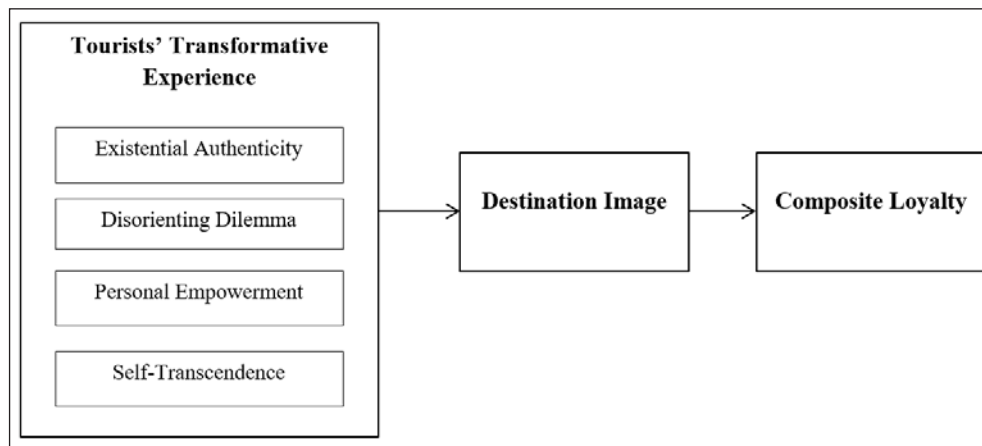 Tourists’ Transformative
Experience
Existential Authenticity
Disorienting Dilemma
Personal Empowerment
Self-Transcendence
Destination Image
Composite Loyalty